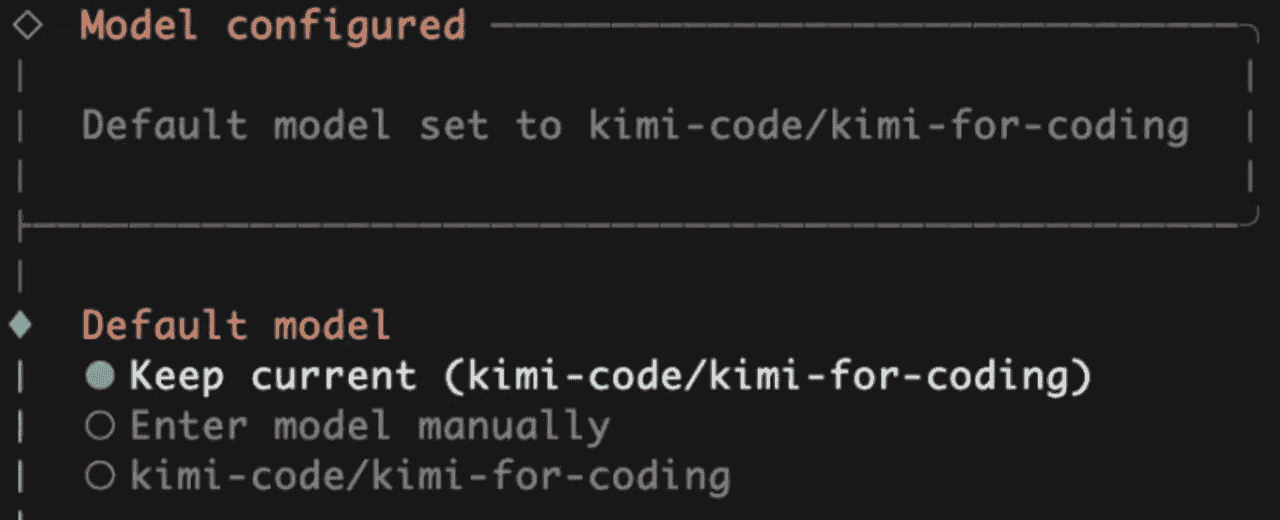 Model configured
Default model set to kimi-code/kimi-for-coding
Default model
Keep current (kimi-code/kimi-for-coding)
Enter model manually
kimi-code/kimi-for-coding